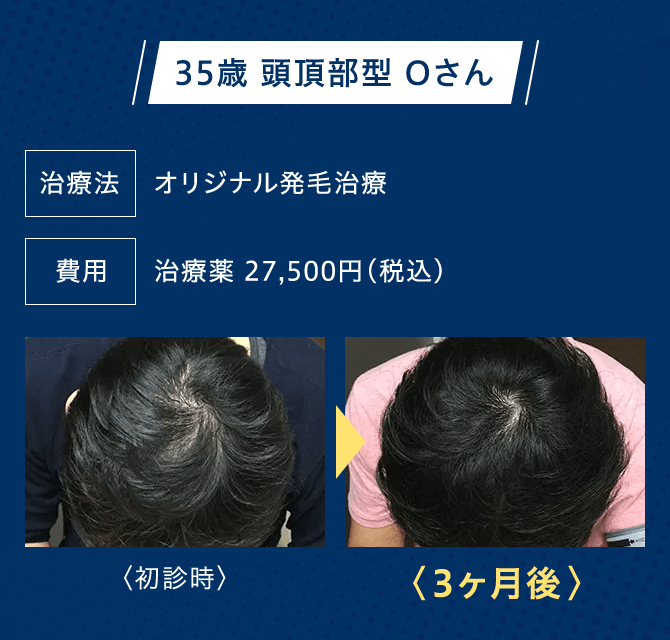 35歳 頭頂部型 Oさん
治療法 オリジナル発毛治療
費用 治療薬 27,500円(税込)
〈初診時〉
〈3ヶ月後〉